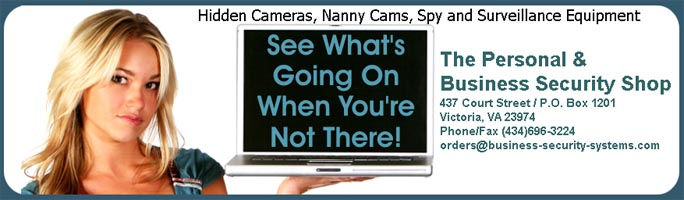 Hidden Cameras, Nanny Cams, Spy and Surveillance Equipment
See What's
Going On
When You're
Not There!
The Personal &
Business Security Shop
437 Court Street / P.O. Box 1201
Victoria, VA 23974
Phone/Fax (434)696-3224
orders@business-security-systems.com